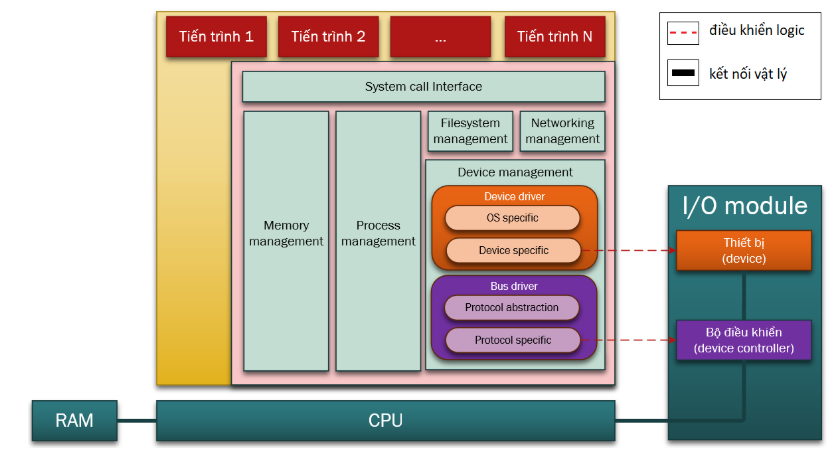 Tiến trình 1
Tiến trình 2
...
Tiến trình N
điều khiển logic
kết nối vật lý
System call Interface
Memory
management
Process
management
Filesystem
management
Networking
management
Device management
Device driver
OS specific
Device specific
Bus driver
Protocol abstraction
Protocol specific
I/O module
Thiết bị
(device)
Bộ điều khiển
(device controller)
RAM
CPU